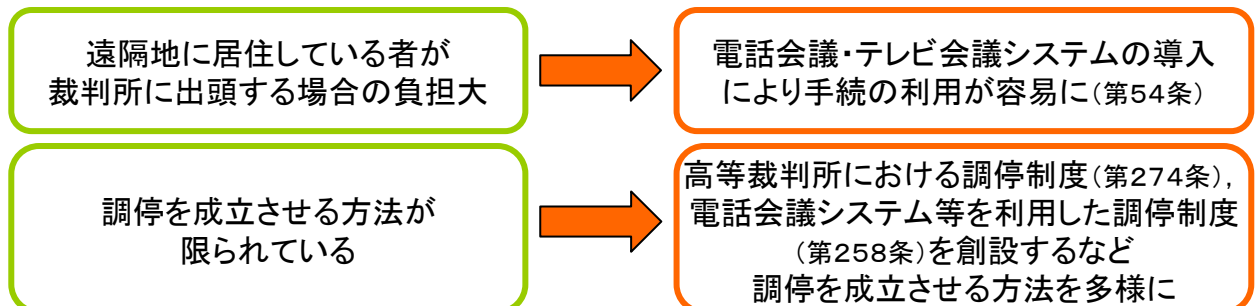 遠隔地に居住している者が
裁判所に出頭する場合の負担大
電話会議・テレビ会議システムの導入
により手続の利用が容易に（第54条）
調停を成立させる方法が
限られている
高等裁判所における調停制度（第２７４条），
電話会議システム等を利用した調停制度
（第２５８条）を創設するなど
調停を成立させる方法を多様に